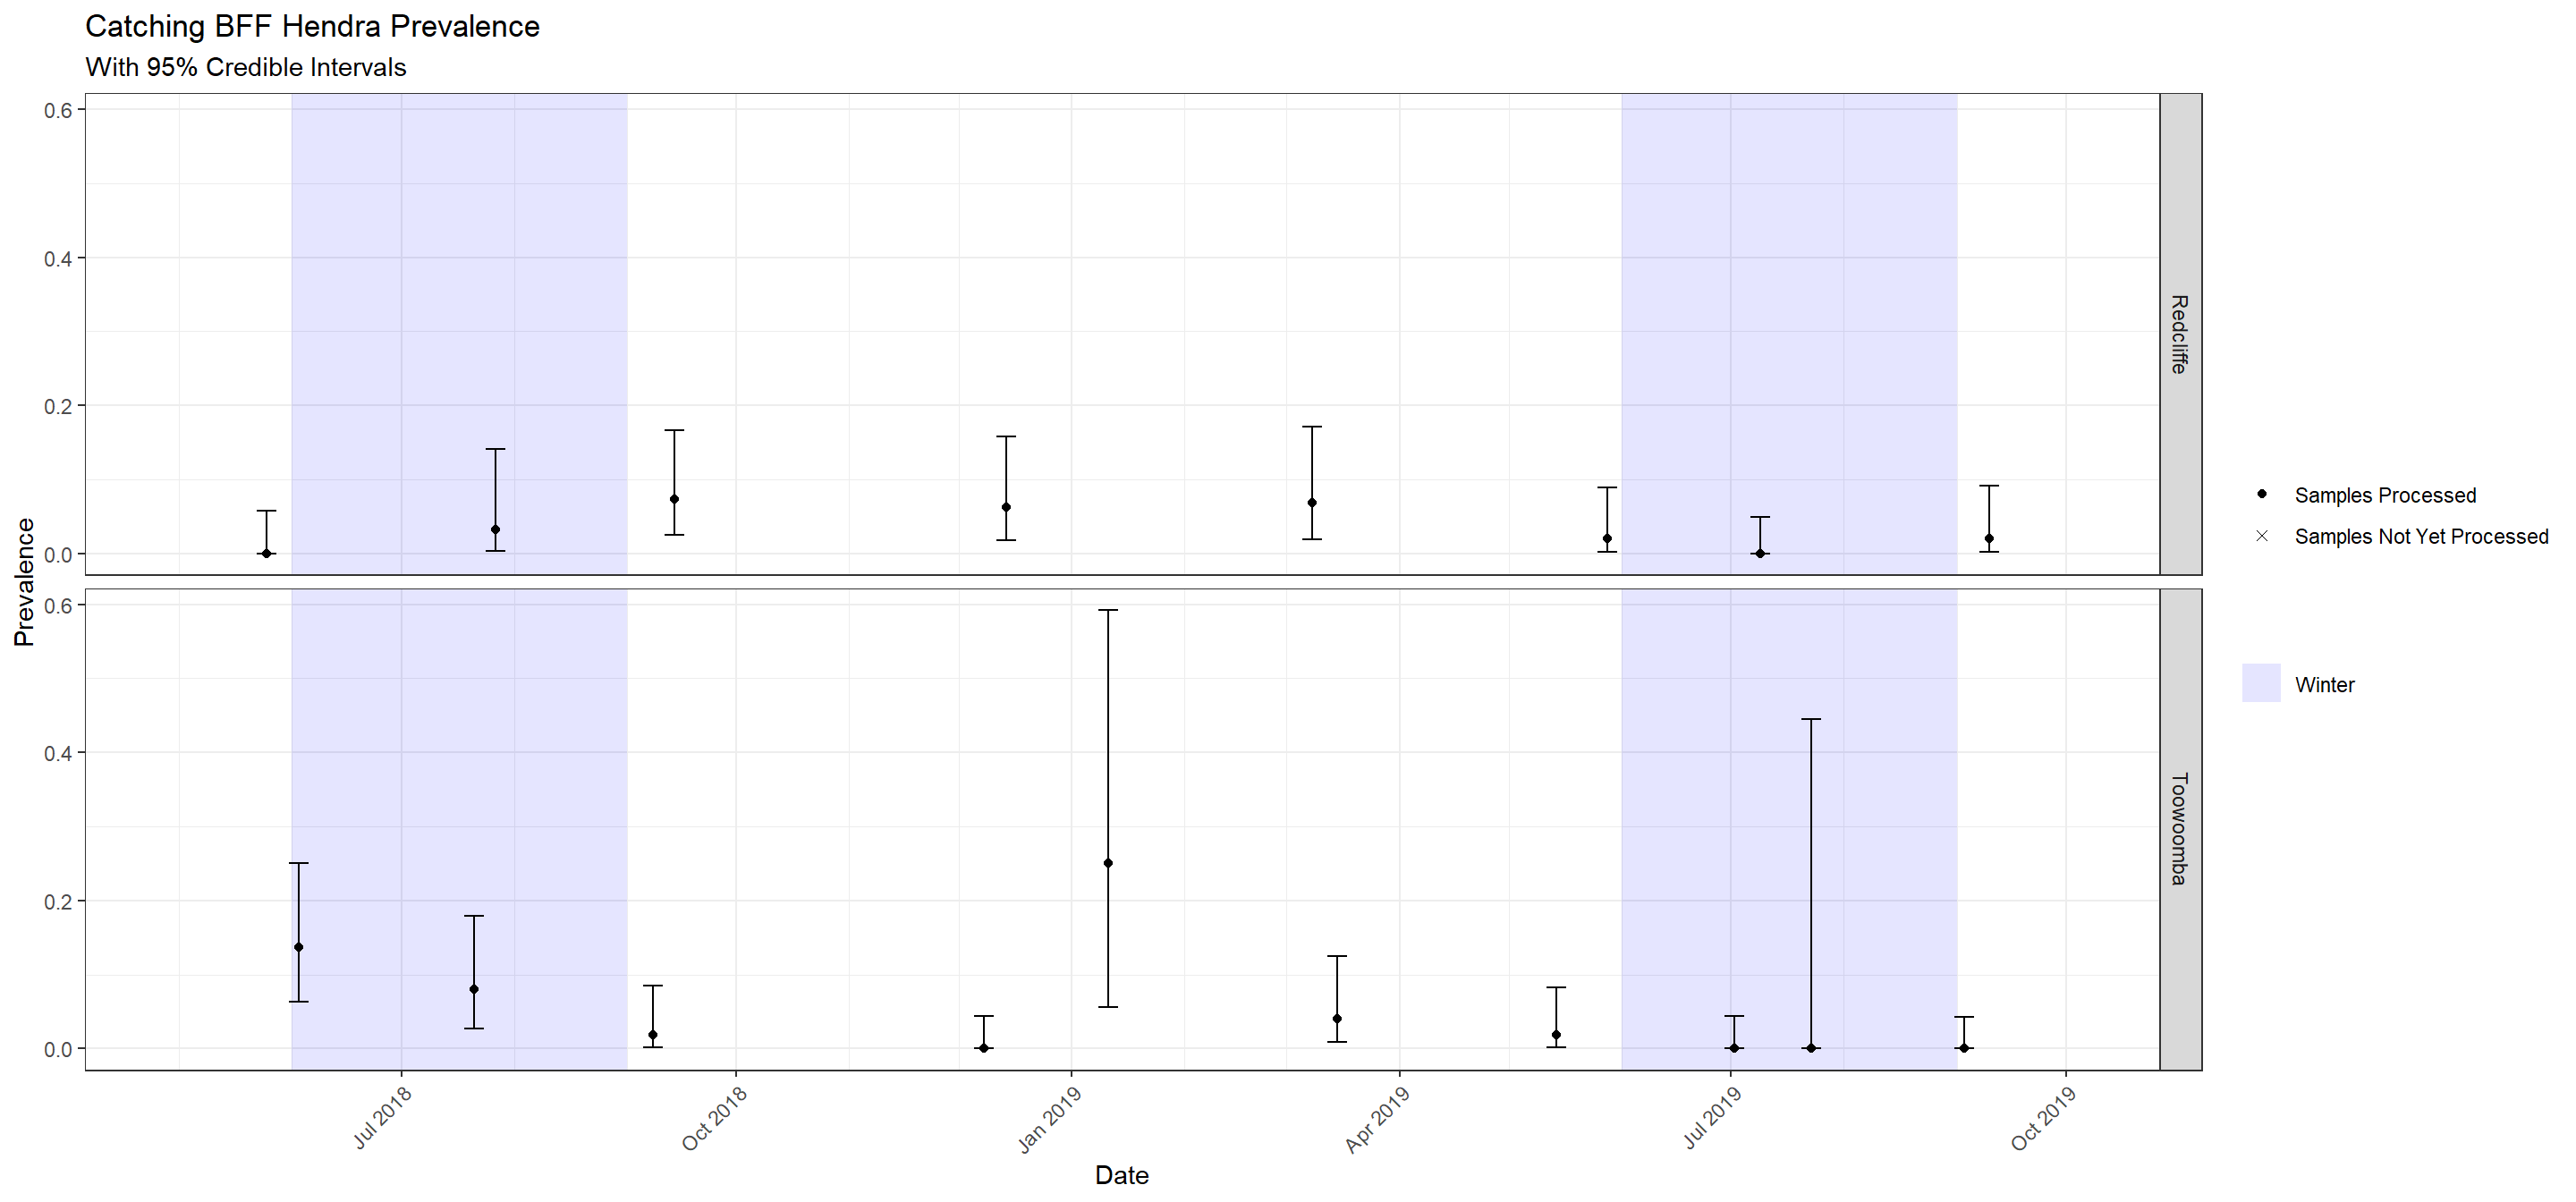 Catching BFF Hendra Prevalence
With 95% Credible Intervals
Prevalence
0.6
0.4
0.2
0.0
Redcliffe
0.6
0.4
0.2
0.0
Toowoomba
Jul 2018
Oct 2018
Jan 2019
Apr 2019
Jul 2019
Oct 2019
Date
Samples Processed
Samples Not Yet Processed
Winter